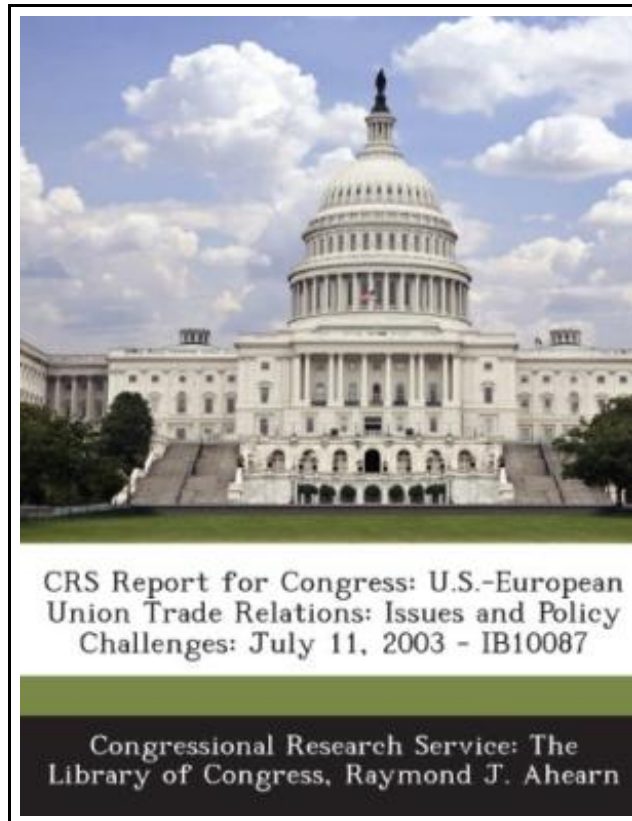 CRS Report for Congress: U.S.-European
Union Trade Relations: Issues and Policy
Challenges: July 11, 2003 - IB10087
Congressional Research Service: The
Library of Congress, Raymond J. Ahearn